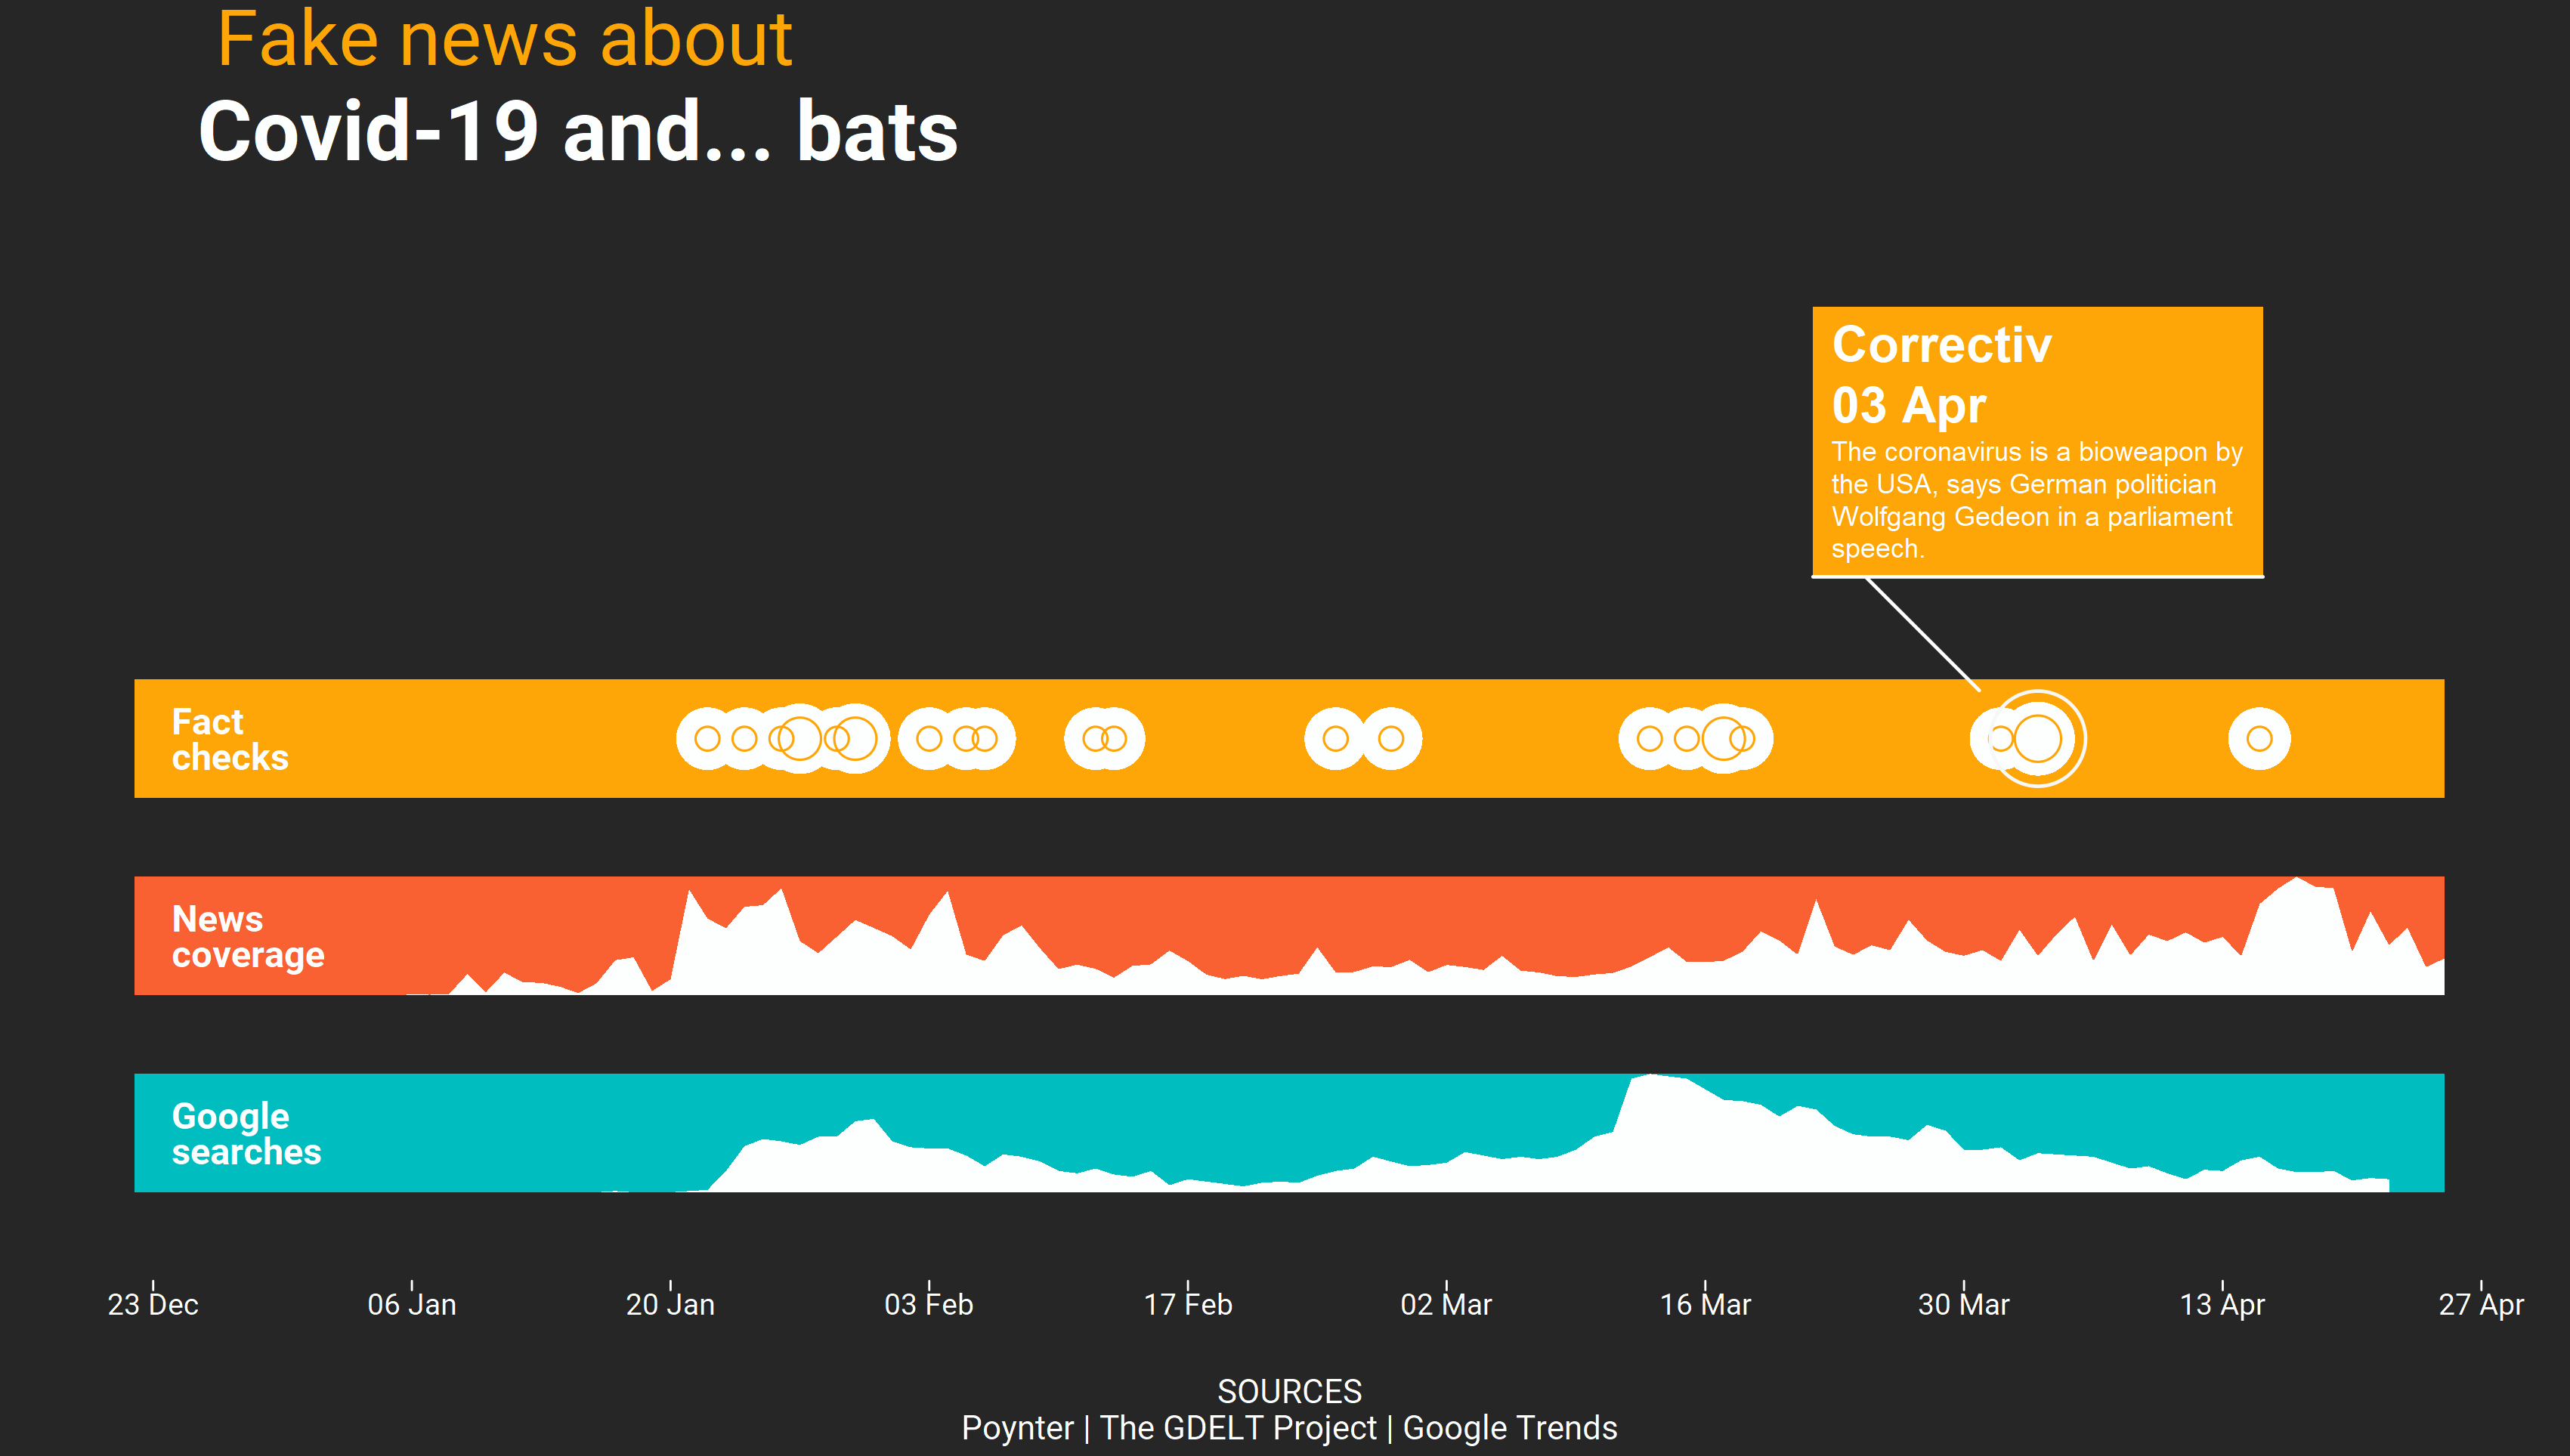 Fake news about
Covid-19 and... bats
Correctiv
03 Apr
The coronavirus is a bioweapon by
the USA, says German politician
Wolfgang Gedeon in a parliament
speech.
Fact
checks
News
coverage
Google
searches
23 Dec
06 Jan
20 Jan
03 Feb
17 Feb
02 Mar
16 Mar
30 Mar
13 Apr
27 Apr
SOURCES
Poynter | The GDELT Project | Google Trends